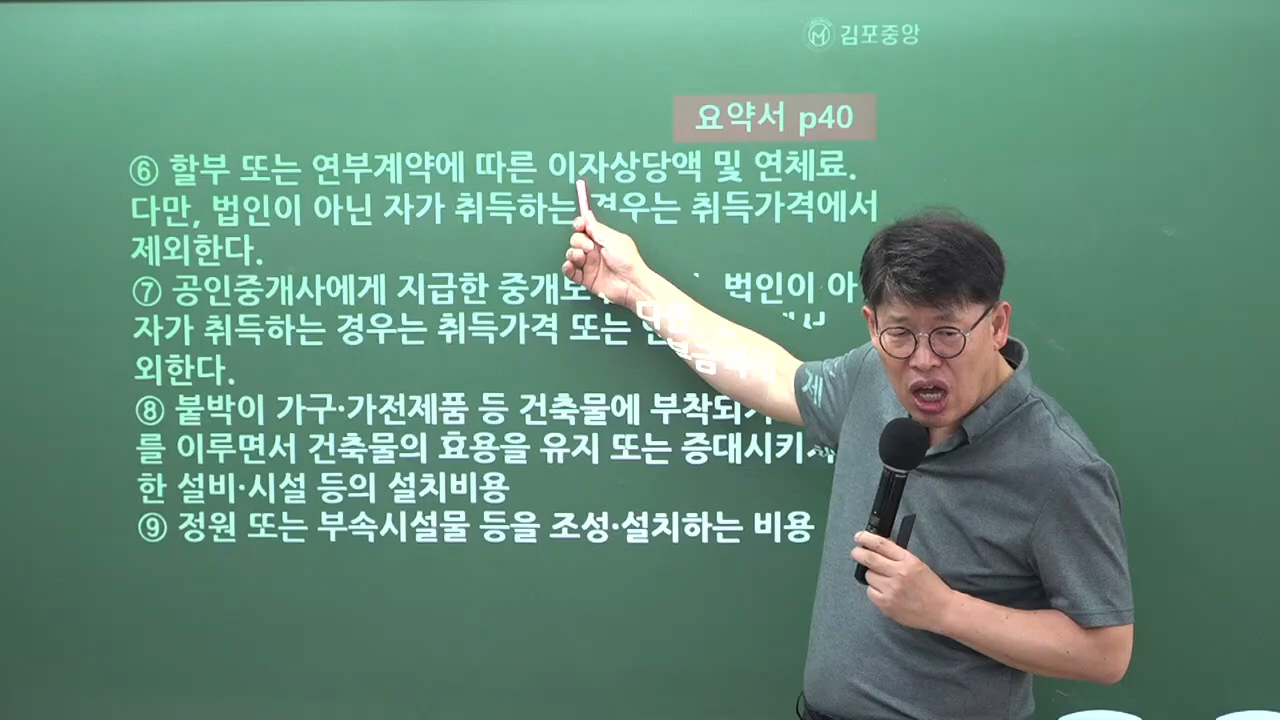 김포중앙
요약서 p40
⑥ 할부 또는 연부계약에 따른 이자상당액 및 연체료.
다만, 법인이 아닌 자가 취득하는 경우는 취득가격에서
제외한다.
⑦ 공인중개사에게 지급한 중개보 법인이 아
자가 취득하는 경우는 취득가격 또는
외한다.
⑧ 붙박이 가구·가전제품 등 건축물에 부착되
를 이루면서 건축물의 효용을 유지 또는 증대시키
한 설비·시설 등의 설치비용
⑨ 정원 또는 부속시설물 등을 조성·설치하는 비용